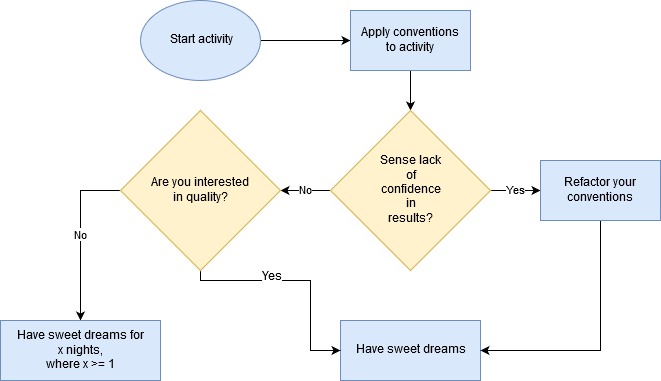 Start activity
Apply conventions
to activity
Sense lack
of
confidence
in
results?
Are you interested
in quality?
No
Yes
Refactor your
conventions
No
Yes
Have sweet dreams for
x nights,
where x >= 1
Have sweet dreams